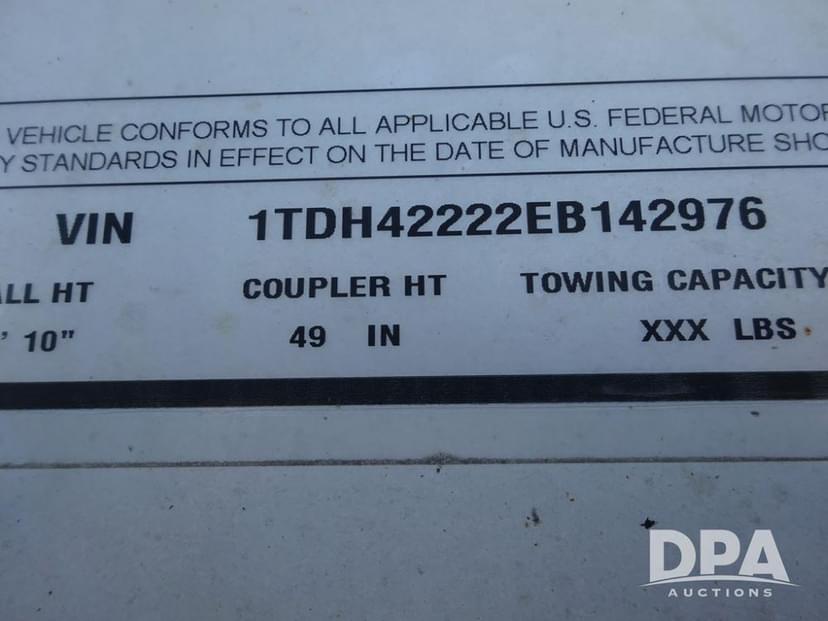 VEHICLE CONFORMS TO ALL APPLICABLE U.S. FEDERAL MOTOR
Y STANDARDS IN EFFECT ON THE DATE OF MANUFACTURE SHO
VIN 1TDH42222EB142976
ALL HT COUPLER HT TOWING CAPACITY
' 10" 49 IN XXX LBS
DPA
AUCTIONS